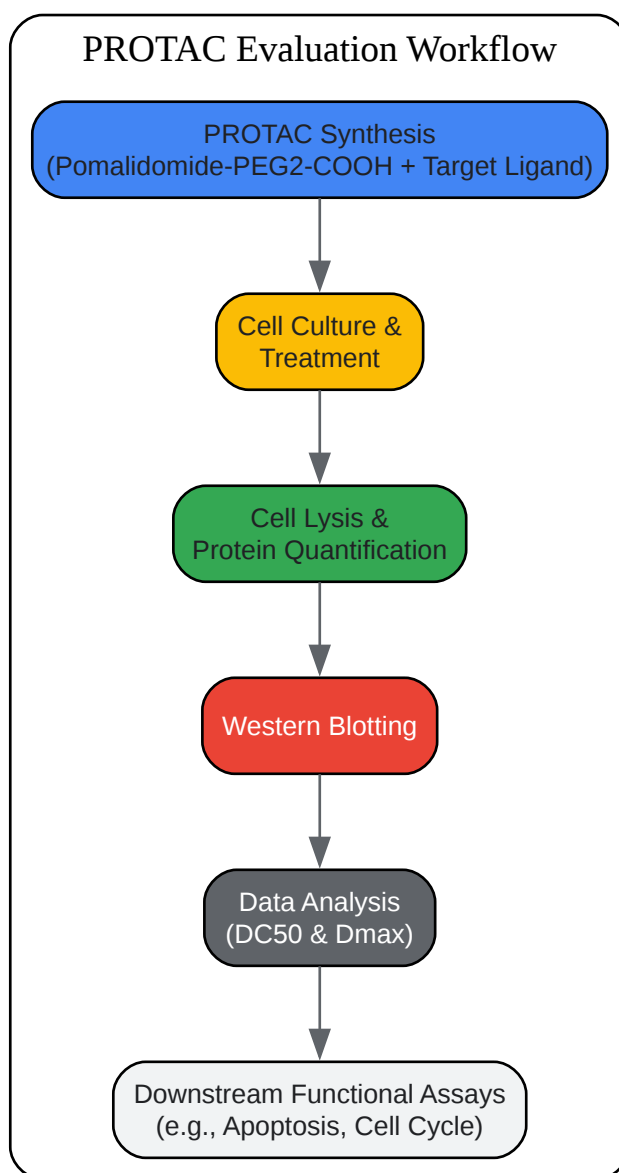 PROTAC Evaluation Workflow
PROTAC Synthesis
(Pomalidomide-PEG2-COOH + Target Ligand)
Cell Culture &
Treatment
Cell Lysis &
Protein Quantification
Western Blotting
Data Analysis
(DC50 & Dmax)
Downstream Functional Assays
(e.g., Apoptosis, Cell Cycle)